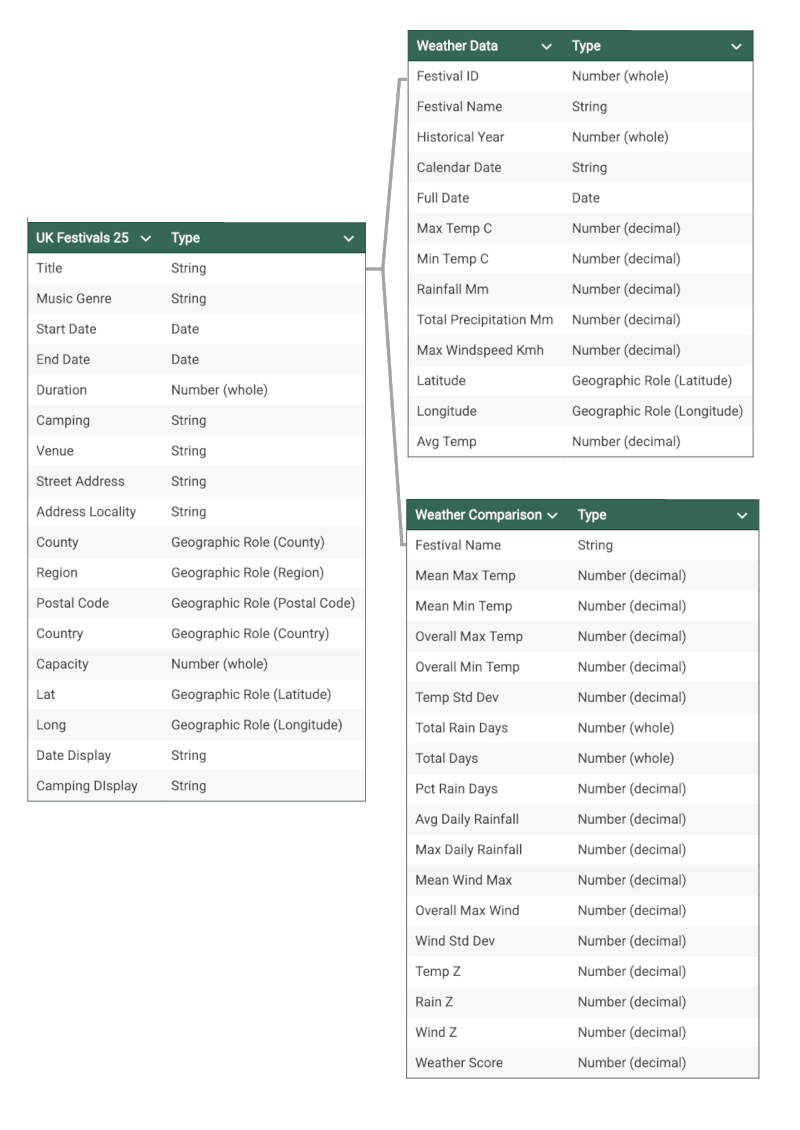 UK Festivals 25 Type
Title String
Music Genre String
Start Date Date
End Date Date
Duration Number (whole)
Camping String
Venue String
Street Address String
Address Locality String
County Geographic Role (County)
Region Geographic Role (Region)
Postal Code Geographic Role (Postal Code)
Country Geographic Role (Country)
Capacity Number (whole)
Lat Geographic Role (Latitude)
Long Geographic Role (Longitude)
Date Display String
Camping DIsplay String
Weather Data Type
Festival ID Number (whole)
Festival Name String
Historical Year Number (whole)
Calendar Date String
Full Date Date
Max Temp C Number (decimal)
Min Temp C Number (decimal)
Rainfall Mm Number (decimal)
Total Precipitation Mm Number (decimal)
Max Windspeed Kmh Number (decimal)
Latitude Geographic Role (Latitude)
Longitude Geographic Role (Longitude)
Avg Temp Number (decimal)
Weather Comparison Type
Festival Name String
Mean Max Temp Number (decimal)
Mean Min Temp Number (decimal)
Overall Max Temp Number (decimal)
Overall Min Temp Number (decimal)
Temp Std Dev Number (decimal)
Total Rain Days Number (whole)
Total Days Number (whole)
Pct Rain Days Number (decimal)
Avg Daily Rainfall Number (decimal)
Max Daily Rainfall Number (decimal)
Mean Wind Max Number (decimal)
Overall Max Wind Number (decimal)
Wind Std Dev Number (decimal)
Temp Z Number (decimal)
Rain Z Number (decimal)
Wind Z Number (decimal)
Weather Score Number (decimal)